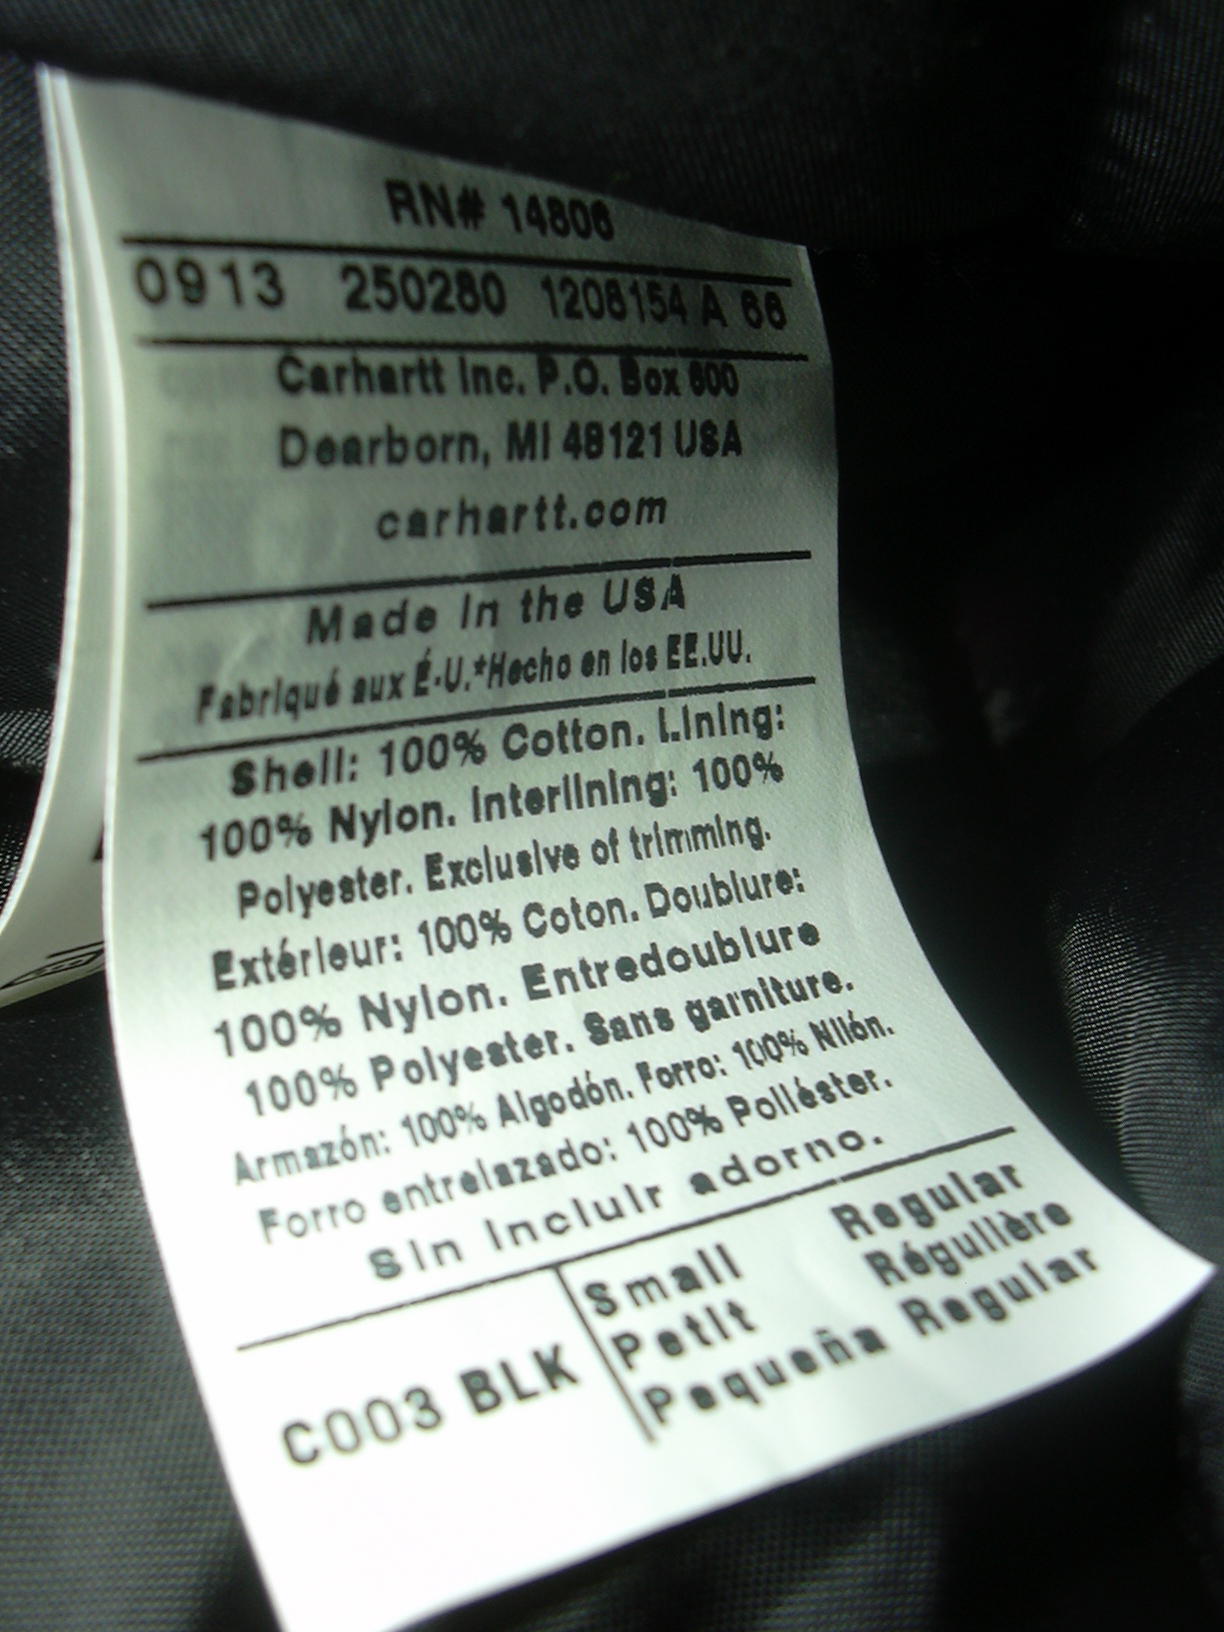 RN# 14806
0913 250280 1208154 A 66
Carhartt Inc. P.O. Box 600
Dearborn, MI 48121 USA
carhartt.com
Made in the USA
Fabriqué aux É-U.*Hecho en los EE.UU.
Shell: 100% Cotton. Lining:
100% Nylon. Interlining: 100%
Polyester. Exclusive of trimming.
Extérieur: 100% Coton. Doublure:
100% Nylon. Entredoublure
100% Polyester. Sans garniture.
Armazón: 100% Algodón. Forro: 100% Nilón.
Forro entrelazado: 100% Poliéster.
Sin incluir adorno.
C003 BLK
Small Regular
Petit Régulière
Pequeña Regular